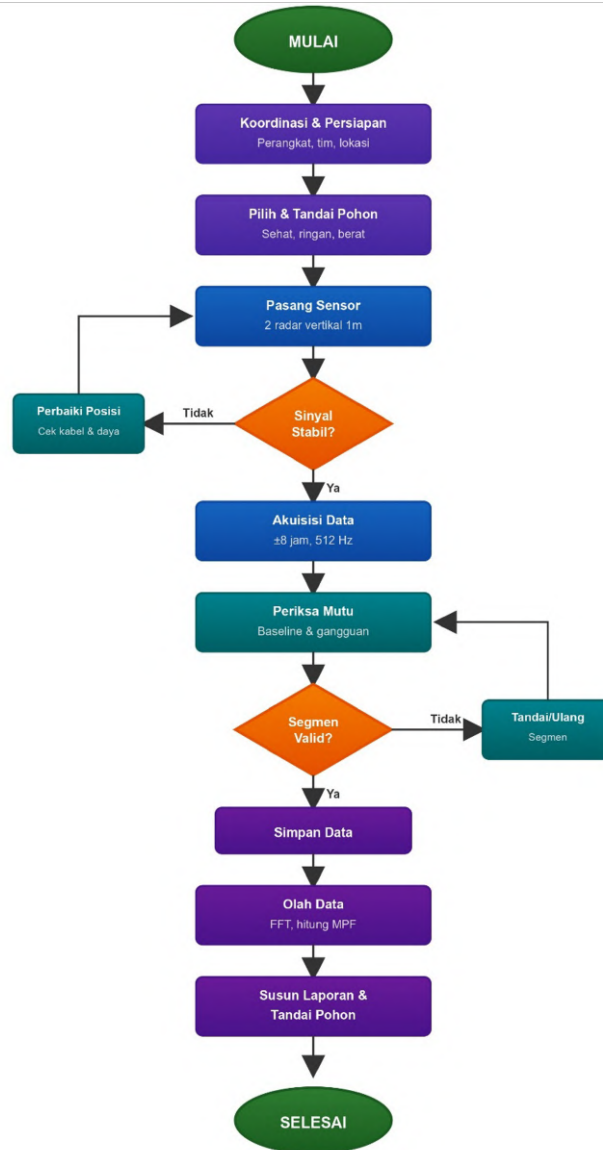 MULAI
Koordinasi & Persiapan
Perangkat, tim, lokasi
Pilih & Tandai Pohon
Sehat, ringan, berat
Pasang Sensor
2 radar vertikal 1m
Sinyal
Stabil?
Tidak
Perbaiki Posisi
Cek kabel & daya
Ya
Akuisisi Data
±8 jam, 512 Hz
Periksa Mutu
Baseline & gangguan
Segmen
Valid?
Tidak
Tandai/Ulang
Segmen
Ya
Simpan Data
Olah Data
FFT, hitung MPF
Susun Laporan &
Tandai Pohon
SELESAI